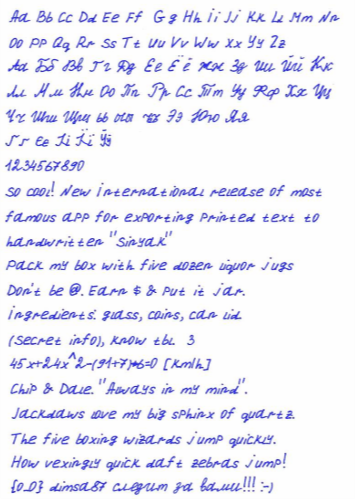 Aa Bb Cc Dd Ee Ff Gg Hh Ii Jj Kk Ll Mm Nn
Oo Pp Qq Rr Ss Tt Uu Vv Ww Xx Yy Zz
Аа Бб Вв Гг Дд Ее Ёё Жж Зз Ии Йй Кк
Лл Мм Нн Оо Пп Рр Сс Тт Уу Фф Хх Цц
Чч Шш Щщ ьь ыы ъъ Ээ Юю Яя
Ґґ Єє Її Ўў
1234567890
So cool! New international release of most
famous app for exporting printed text to
handwritten "Sinyak"
Pack my box with five dozen liquor jugs
Don't be @. Earn $ & put it jar.
Ingredients: glass, coins, can lid
(Secret info), know tbl. 3
45x+24x^2-(91+7)*6=0 [km|h]
Chip & Dale. "Always in my mind".
Jackdaws love my big sphinx of quartz.
The five boxing wizards jump quickly.
How vexingly quick daft zebras jump!
{0_0} dimsa87 следит за вами!!! :-)